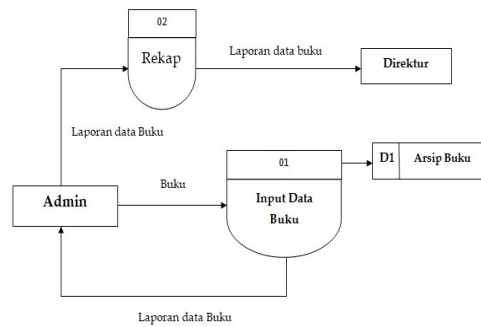 02
Rekap
Laporan data buku
Direktur
Laporan data Buku
01
D1 Arsip Buku
Buku
Admin
Input Data
Buku
Laporan data Buku